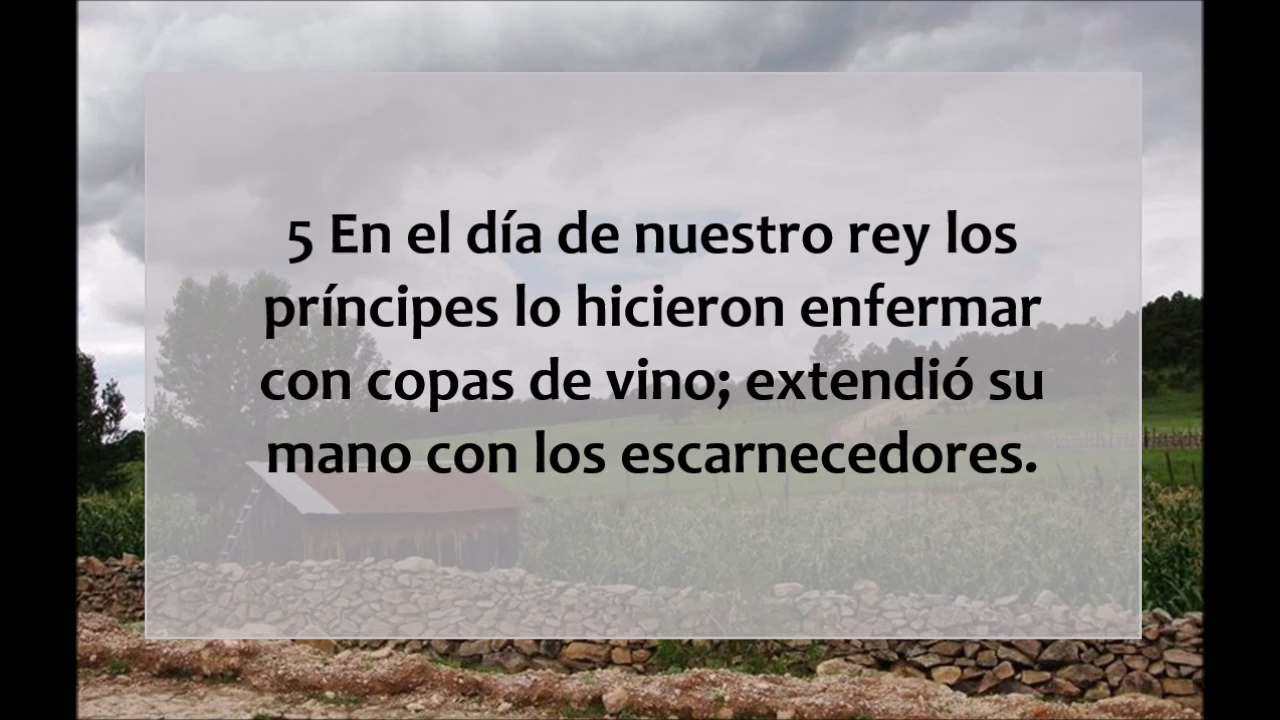 5 En el día de nuestro rey los
príncipes lo hicieron enfermar
con copas de vino; extendió su
mano con los escarnecedores.